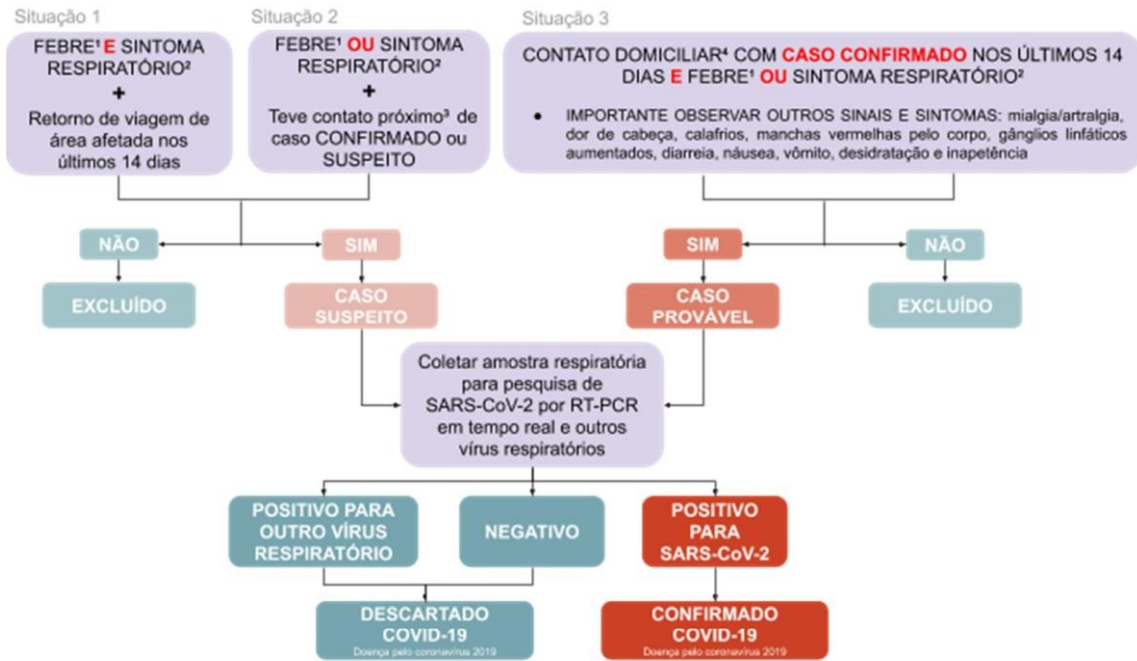 Situação 1
FEBRE¹ E SINTOMA
RESPIRATÓRIO²
+
Retorno de viagem de
área afetada nos
últimos 14 dias
Situação 2
FEBRE¹ OU SINTOMA
RESPIRATÓRIO²
+
Teve contato próximo³ de
caso CONFIRMADO ou
SUSPEITO
Situação 3
CONTATO DOMICILIAR⁴ COM CASO CONFIRMADO NOS ÚLTIMOS 14
DIAS E FEBRE¹ OU SINTOMA RESPIRATÓRIO²
• IMPORTANTE OBSERVAR OUTROS SINAIS E SINTOMAS: mialgia/artralgia,
dor de cabeça, calafrios, manchas vermelhas pelo corpo, gânglios linfáticos
aumentados, diarreia, náusea, vômito, desidratação e inapetência
NÃO
SIM
SIM
NÃO
EXCLUÍDO
CASO
SUSPEITO
CASO
PROVÁVEL
EXCLUÍDO
Coletar amostra respiratória
para pesquisa de
SARS-CoV-2 por RT-PCR
em tempo real e outros
vírus respiratórios
POSITIVO PARA
OUTRO VÍRUS
RESPIRATÓRIO
NEGATIVO
POSITIVO
PARA
SARS-CoV-2
DESCARTADO
COVID-19
Doença pelo coronavírus 2019
CONFIRMADO
COVID-19
Doença pelo coronavírus 2019